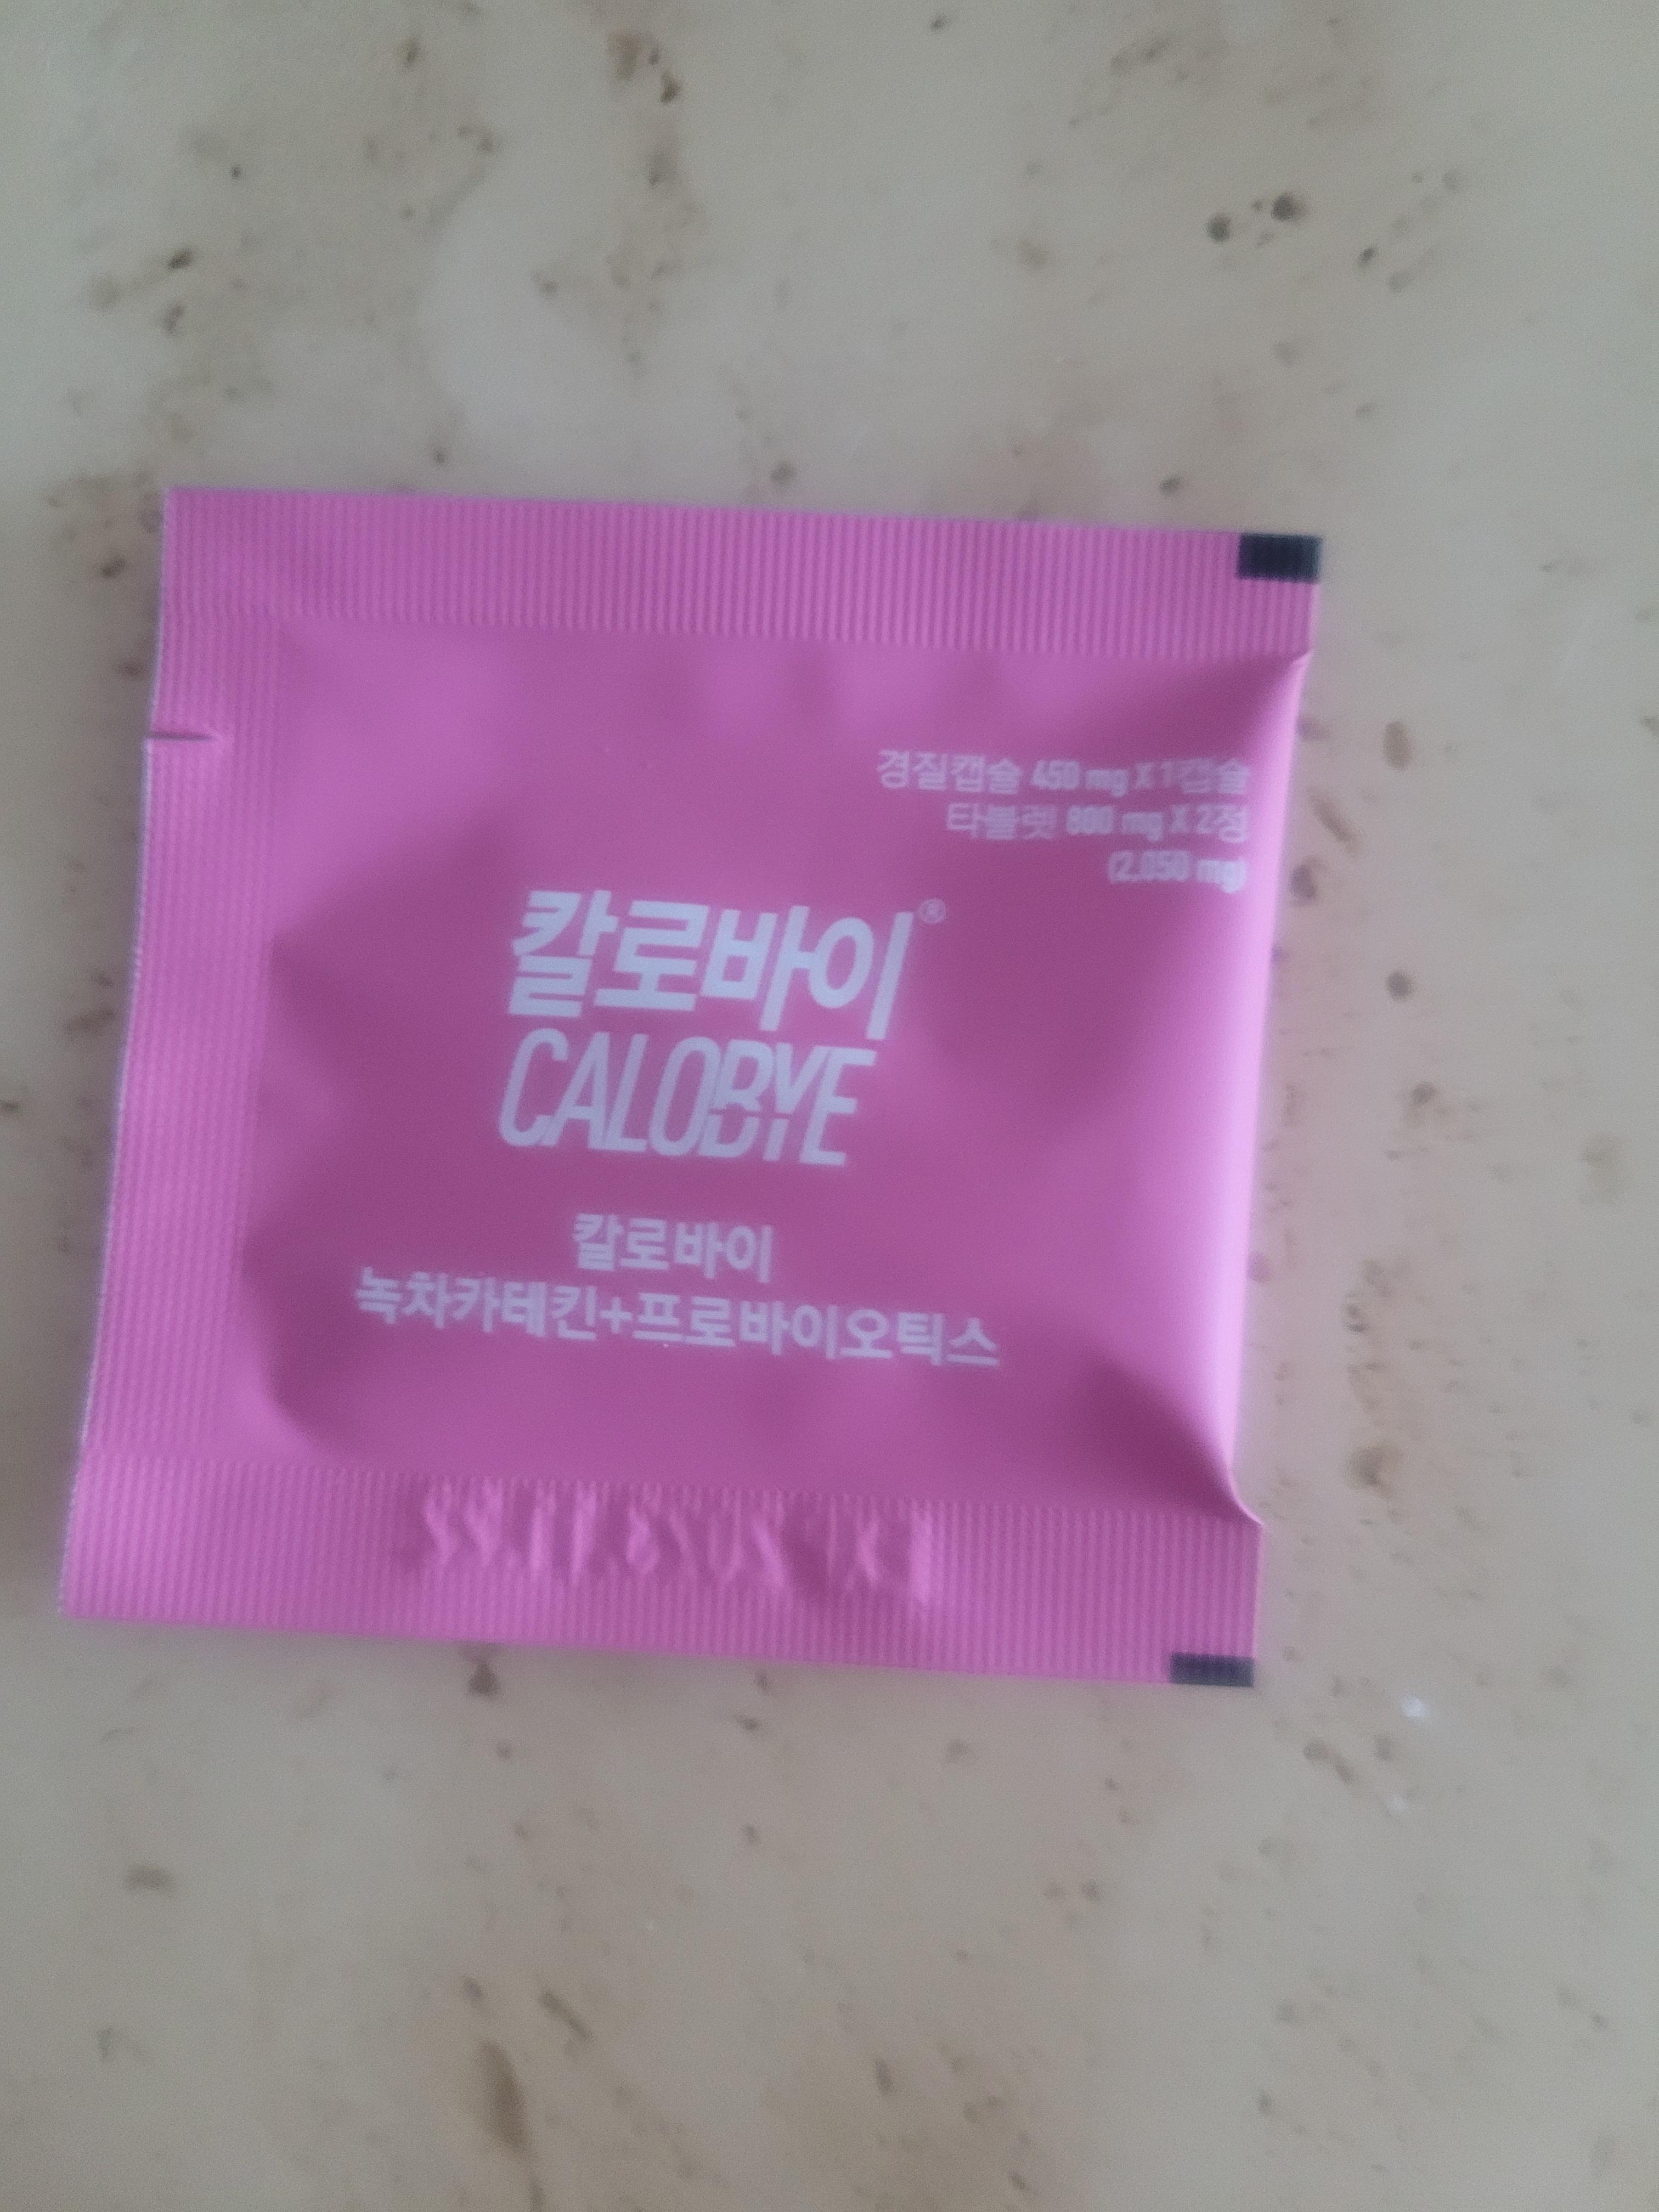 경질캡슐 450 mg X 1캡슐
타블렛 800 mg X 2정
(2,050 mg)
칼로바이®
CALOBYE
칼로바이
녹차카테킨+프로바이오틱스